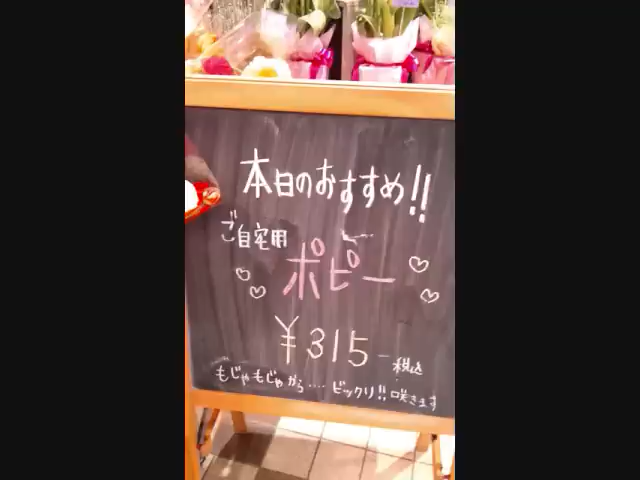 本日のおすすめ!!
ご自宅用
ポピー
¥315-税込
もじゃもじゃから.... ビックリ!!咲きます